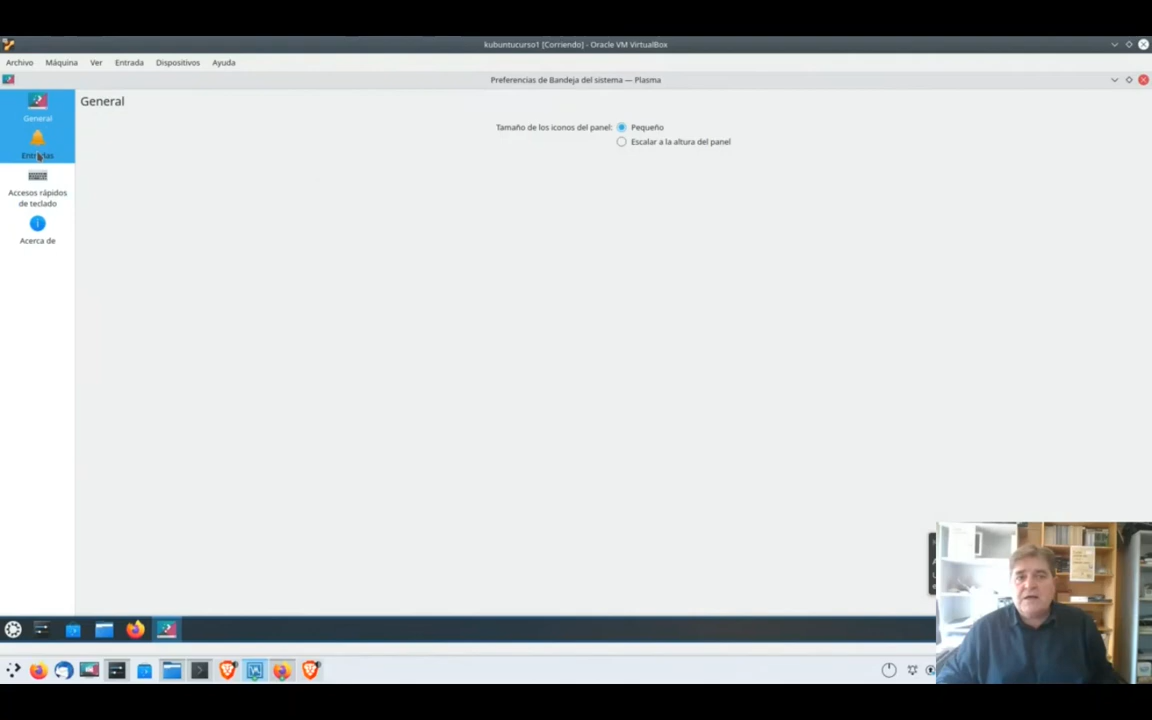 kubuntucurso1 [Corriendo] - Oracle VM VirtualBox
Archivo Máquina Ver Entrada Dispositivos Ayuda
Preferencias de Bandeja del sistema — Plasma
General
General
Tamaño de los iconos del panel: Pequeño
Escalar a la altura del panel
Entradas
Accesos rápidos
de teclado
Acerca de